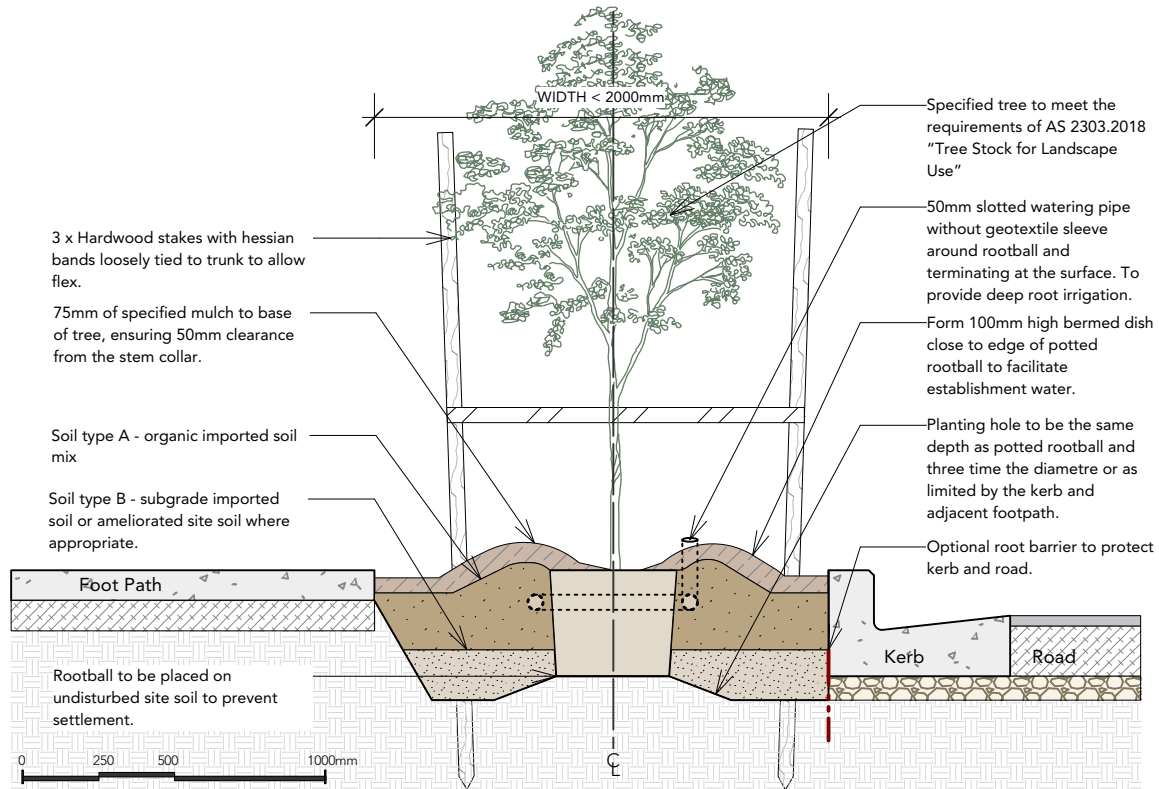 WIDTH < 2000mm
3 x Hardwood stakes with hessian
bands loosely tied to trunk to allow
flex.
75mm of specified mulch to base
of tree, ensuring 50mm clearance
from the stem collar.
Soil type A - organic imported soil
mix
Soil type B - subgrade imported
soil or ameliorated site soil where
appropriate.
Foot Path
Rootball to be placed on
undisturbed site soil to prevent
settlement.
0 250 500 1000mm
Specified tree to meet the
requirements of AS 2303.2018
“Tree Stock for Landscape
Use”
50mm slotted watering pipe
without geotextile sleeve
around rootball and
terminating at the surface. To
provide deep root irrigation.
Form 100mm high bermed dish
close to edge of potted
rootball to facilitate
establishment water.
Planting hole to be the same
depth as potted rootball and
three time the diametre or as
limited by the kerb and
adjacent footpath.
Optional root barrier to protect
kerb and road.
Kerb
Road
CL